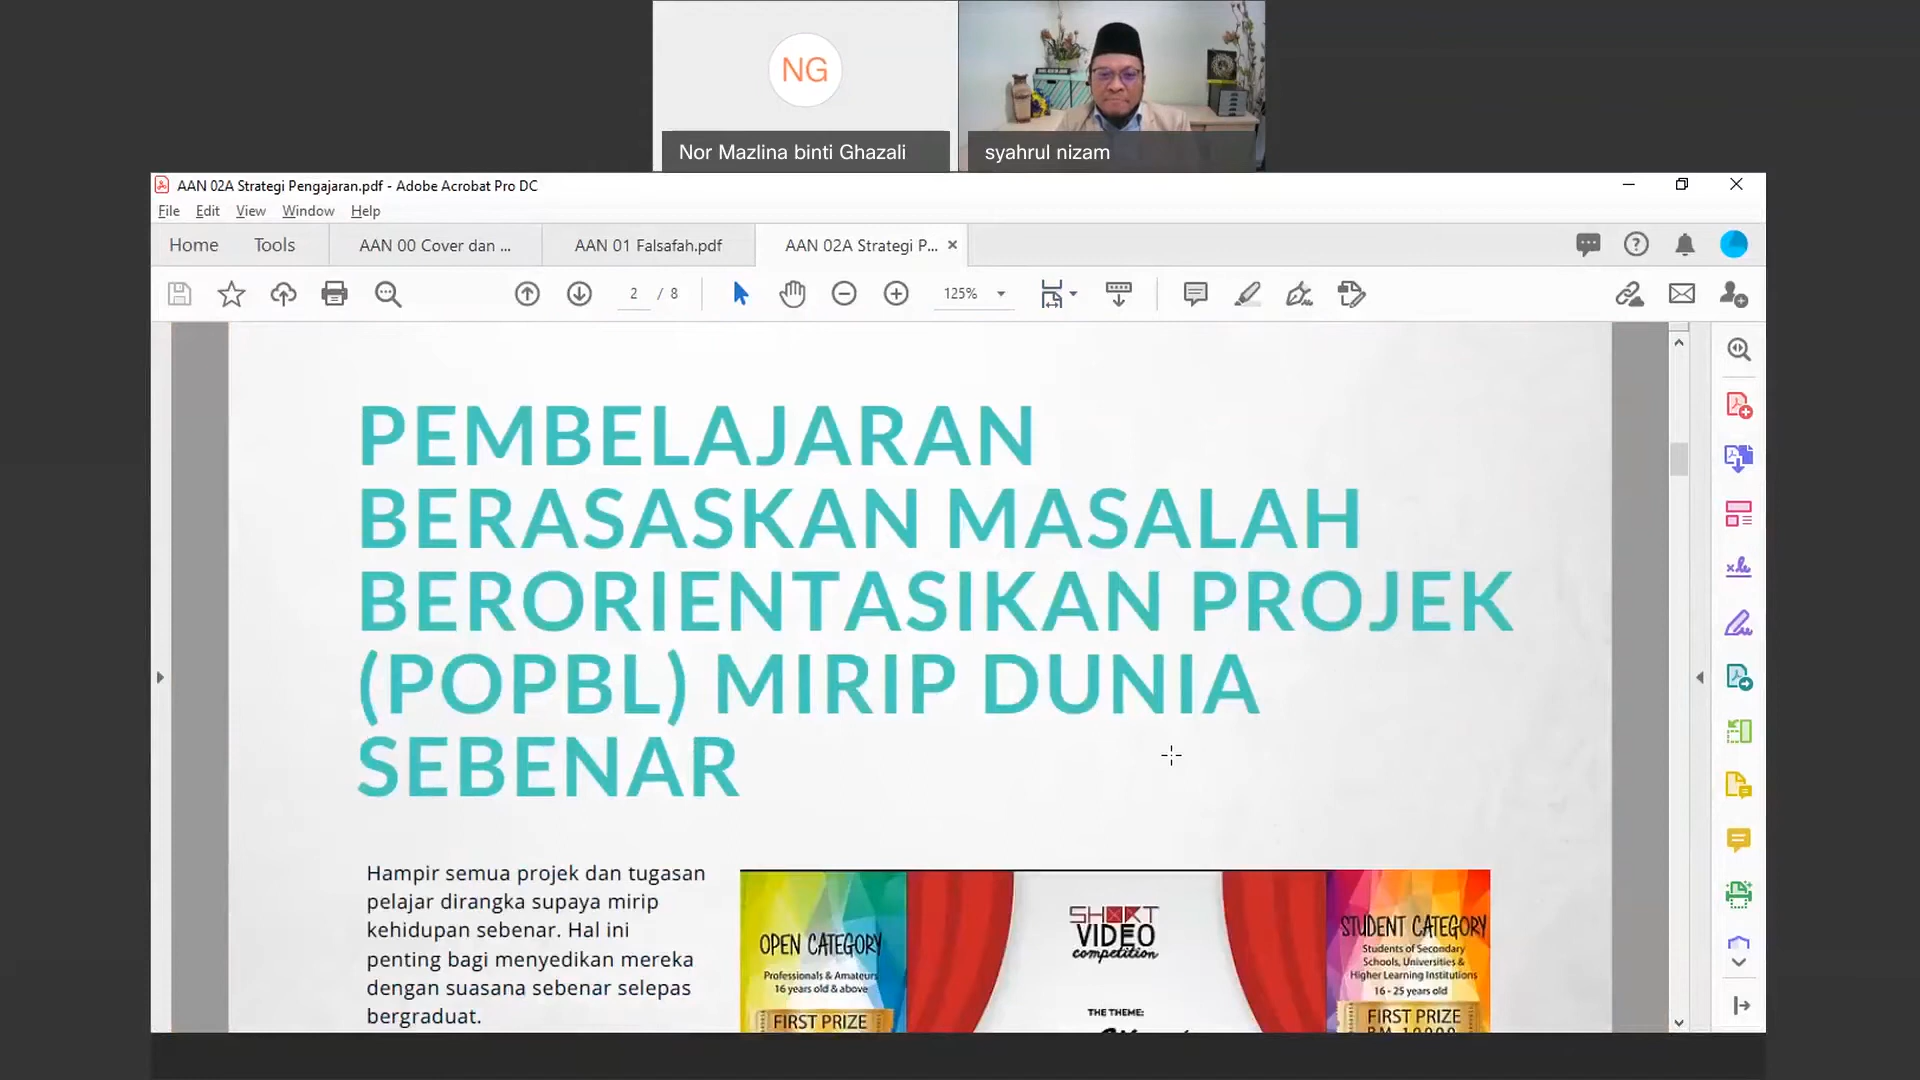 NG
Nor Mazlina binti Ghazali
syahrul nizam
AAN 02A Strategi Pengajaran.pdf - Adobe Acrobat Pro DC
File Edit View Window Help
Home Tools AAN 00 Cover dan ... AAN 01 Falsafah.pdf AAN 02A Strategi P... ×
2 / 8 125%
PEMBELAJARAN
BERASASKAN MASALAH
BERORIENTASIKAN PROJEK
(POPBL) MIRIP DUNIA
SEBENAR
Hampir semua projek dan tugasan
pelajar dirangka supaya mirip
kehidupan sebenar. Hal ini
penting bagi menyedikan mereka
dengan suasana sebenar selepas
bergraduat.
OPEN CATEGORY
Professionals & Amateurs
16 years old & above
FIRST PRIZE
SHORT
VIDEO
competition
THE THEME:
STUDENT CATEGORY
Students of Secondary
Schools, Universities &
Higher Learning Institutions
16 - 25 years old
FIRST PRIZE